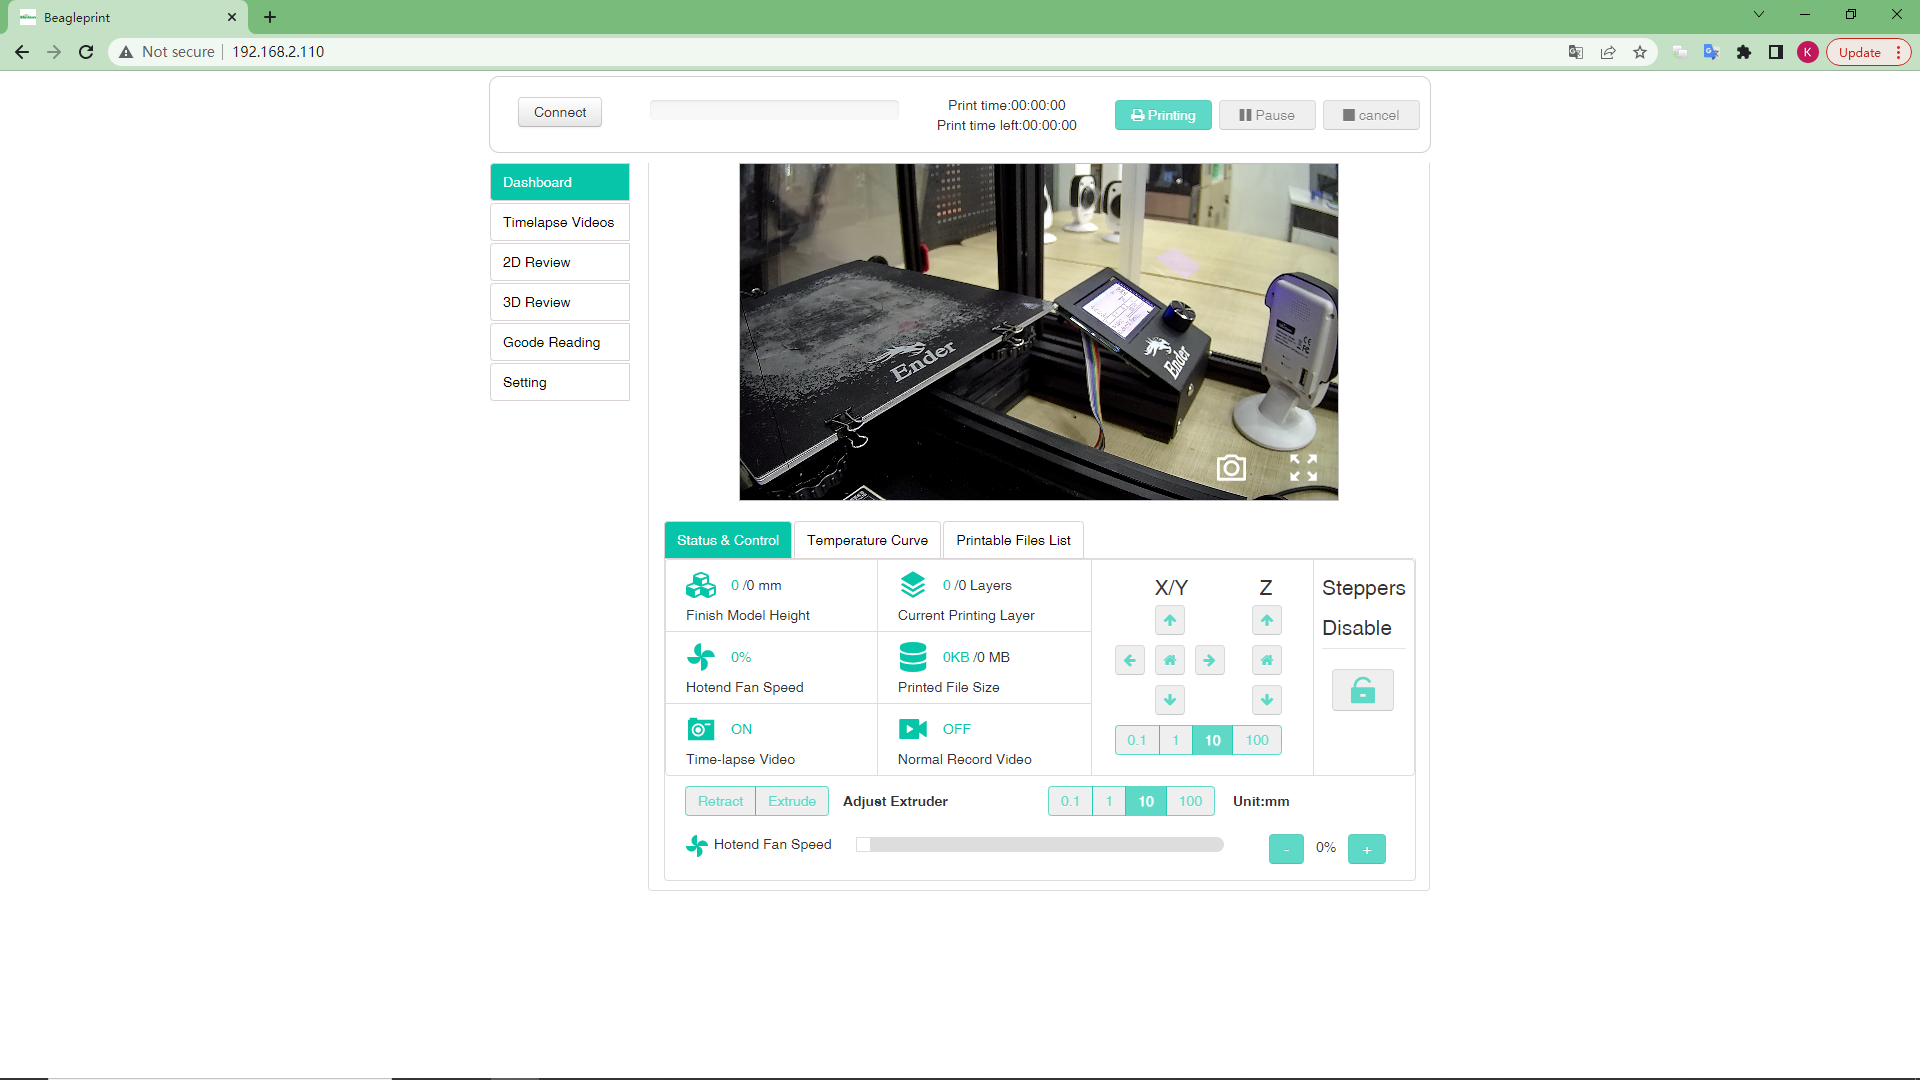 Beagleprint
Not secure
192.168.2.110
K
Update
Connect
Print time:00:00:00
Print time left:00:00:00
Printing
Pause
cancel
Dashboard
Timelapse Videos
2D Review
3D Review
Gcode Reading
Setting
Ender
Ender
Status & Control
Temperature Curve
Printable Files List
0 /0 mm
Finish Model Height
0 /0 Layers
Current Printing Layer
0%
Hotend Fan Speed
0KB /0 MB
Printed File Size
ON
Time-lapse Video
OFF
Normal Record Video
X/Y
Z
0.1 1 10 100
Steppers
Disable
Retract Extrude Adjust Extruder 0.1 1 10 100 Unit:mm
Hotend Fan Speed - 0% +